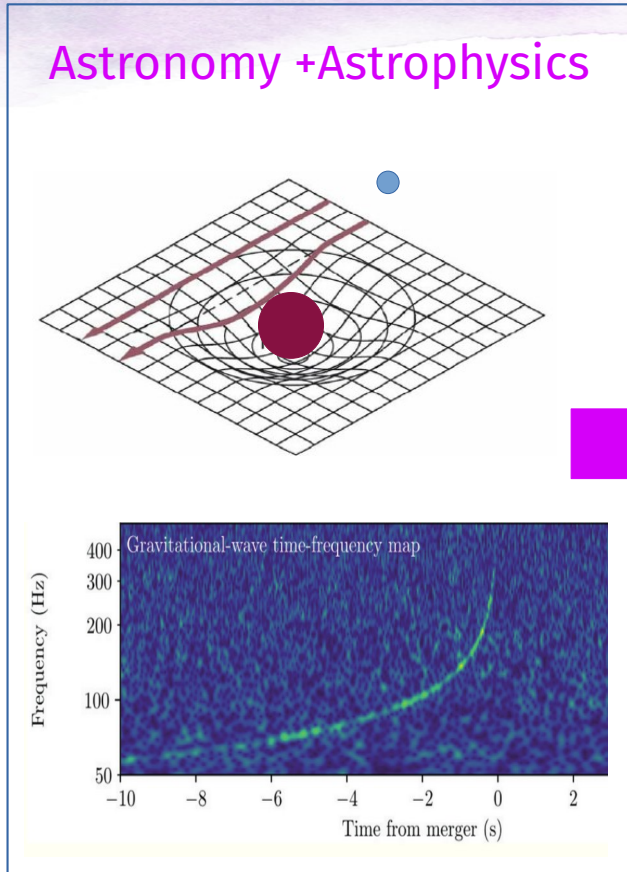 Astronomy +Astrophysics
Gravitational-wave time-frequency map
Frequency (Hz)
400
300
200
100
50
−10 −8 −6 −4 −2 0 2
Time from merger (s)